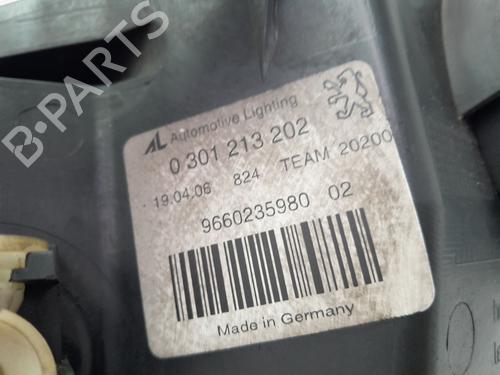 AL Automotive Lighting
0 301 213 202
- 19.04.06 824 TEAM 20200
9660235980 02
Made in Germany
B-PARTS